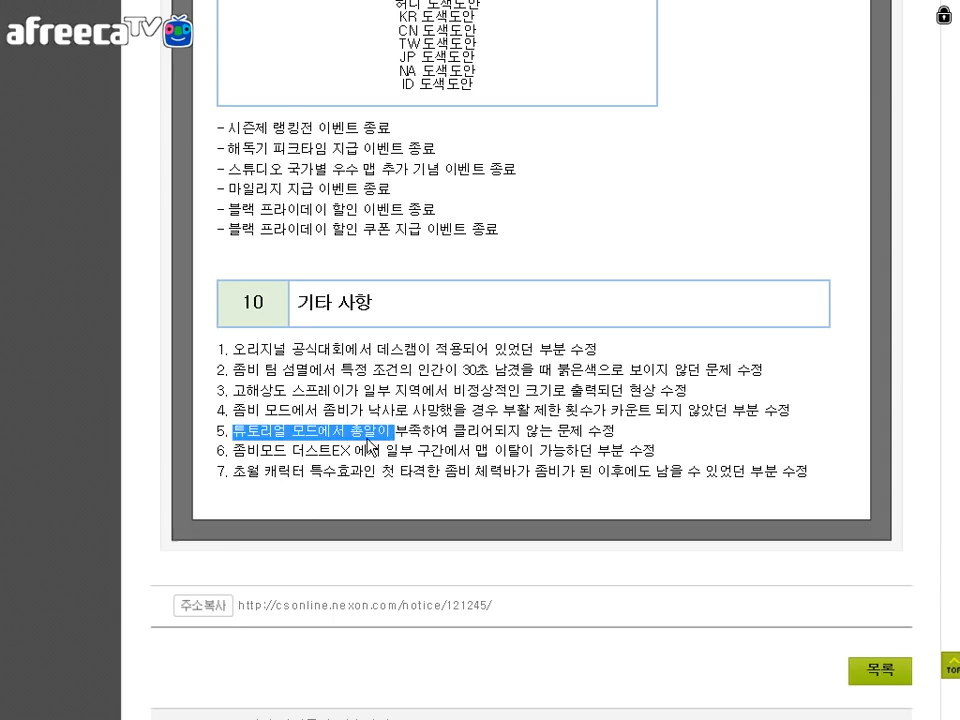 afreecaTV
허니 도색도안
KR 도색도안
CN 도색도안
TW 도색도안
JP 도색도안
NA 도색도안
ID 도색도안
- 시즌제 랭킹전 이벤트 종료
- 해독기 피크타임 지급 이벤트 종료
- 스튜디오 국가별 우수 맵 추가 기념 이벤트 종료
- 마일리지 지급 이벤트 종료
- 블랙 프라이데이 할인 이벤트 종료
- 블랙 프라이데이 할인 쿠폰 지급 이벤트 종료
10 기타 사항
1. 오리지널 공식대회에서 데스캠이 적용되어 있었던 부분 수정
2. 좀비 팀 섬멸에서 특정 조건의 인간이 30초 남겼을 때 붉은색으로 보이지 않던 문제 수정
3. 고해상도 스프레이가 일부 지역에서 비정상적인 크기로 출력되던 현상 수정
4. 좀비 모드에서 좀비가 낙사로 사망했을 경우 부활 제한 횟수가 카운트 되지 않았던 부분 수정
5. 튜토리얼 모드에서 총알이 부족하여 클리어되지 않는 문제 수정
6. 좀비모드 더스트EX 에서 일부 구간에서 맵 이탈이 가능하던 부분 수정
7. 초월 캐릭터 특수효과인 첫 타격한 좀비 체력바가 좀비가 된 이후에도 남을 수 있었던 부분 수정
주소복사 http://csonline.nexon.com/notice/121245/
목록
TOP